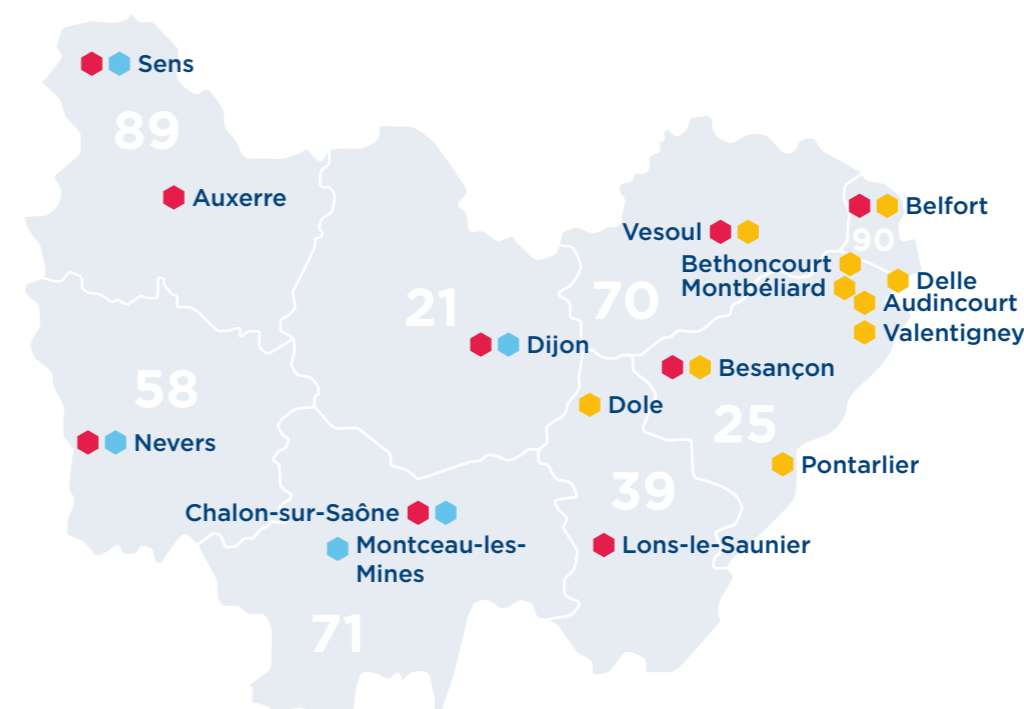 Sens
89
Auxerre
Belfort
Vesoul
90
Bethoncourt
Delle
Montbéliard
70
Audincourt
21
Valentigney
Dijon
Besançon
58
Dole
25
Nevers
Pontarlier
39
Chalon-sur-Saône
Lons-le-Saunier
Montceau-les-
Mines
71